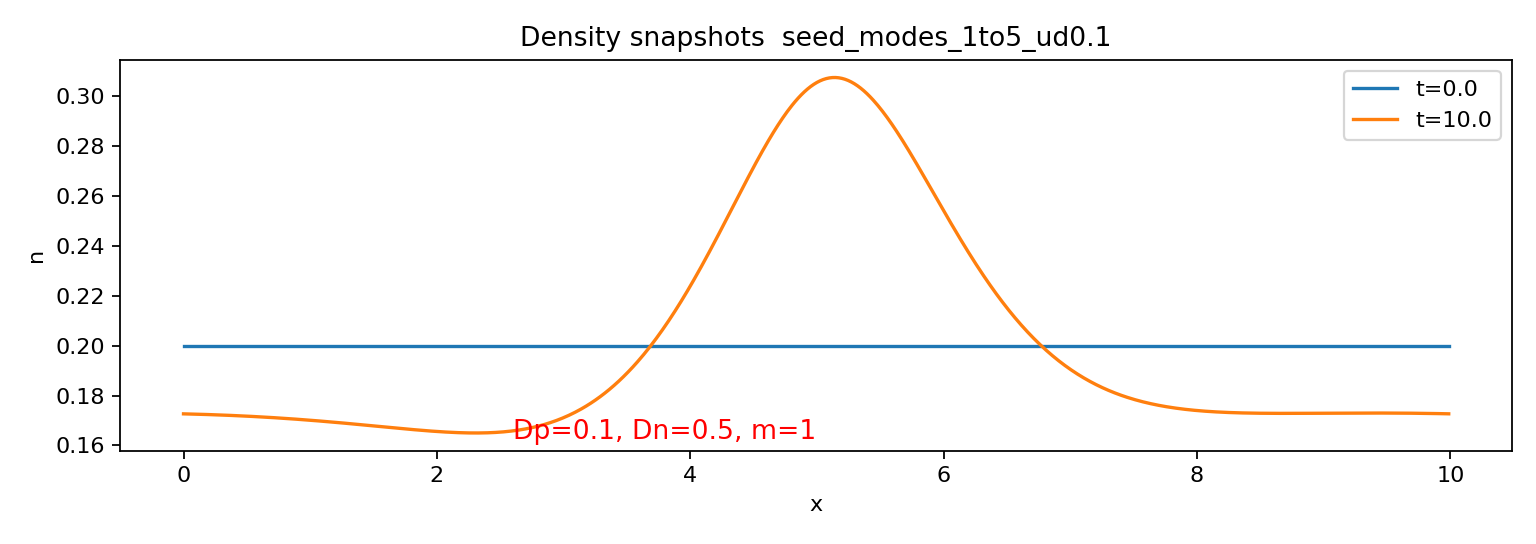 Density snapshots  seed_modes_1to5_ud0.1
t=0.0
t=10.0
0.30
0.28
0.26
0.24
0.22
0.20
0.18
0.16
n
Dp=0.1, Dn=0.5, m=1
0 2 4 6 8 10
x